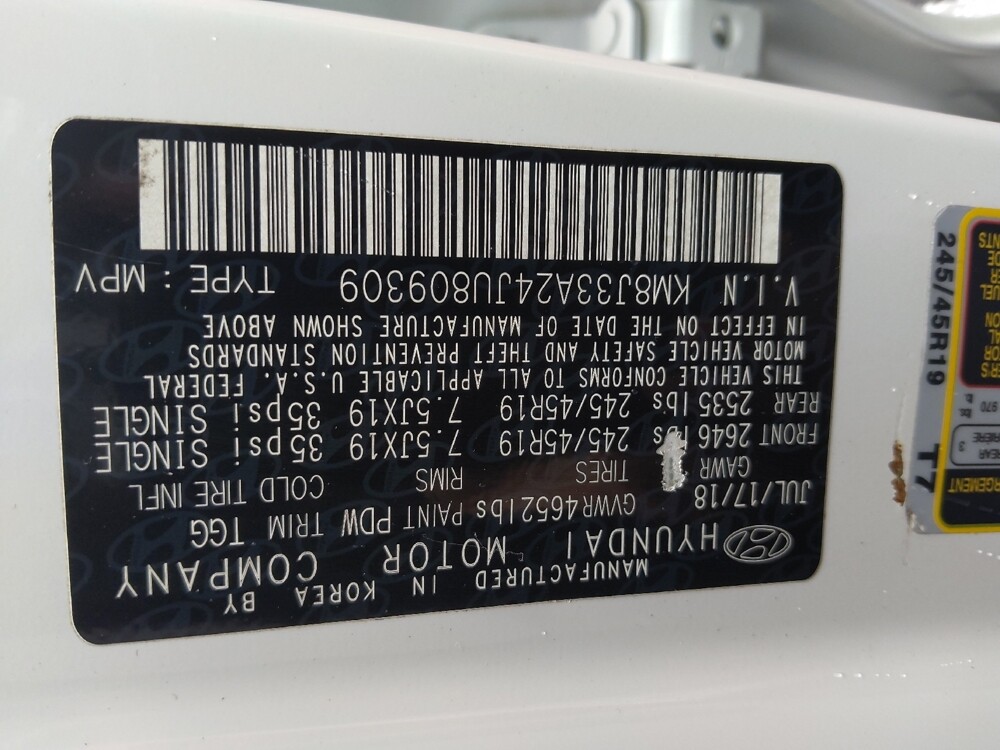 MANUFACTURED IN KOREA BY
HYUNDAI MOTOR COMPANY
JUL/17/18 GVWR 4652lbs PAINT PDW TRIM TGG
GAWR TIRES RIMS COLD TIRE INFL
FRONT 2646 lbs 245/45R19 7.5JX19 35psi SINGLE
REAR 2535 lbs 245/45R19 7.5JX19 35psi SINGLE
THIS VEHICLE CONFORMS TO ALL APPLICABLE U.S.A. FEDERAL
MOTOR VEHICLE SAFETY AND THEFT PREVENTION STANDARDS
IN EFFECT ON THE DATE OF MANUFACTURE SHOWN ABOVE
V.I.N KM8J33A24JU809309 TYPE : MPV
245/45R19 T7
REAR
3